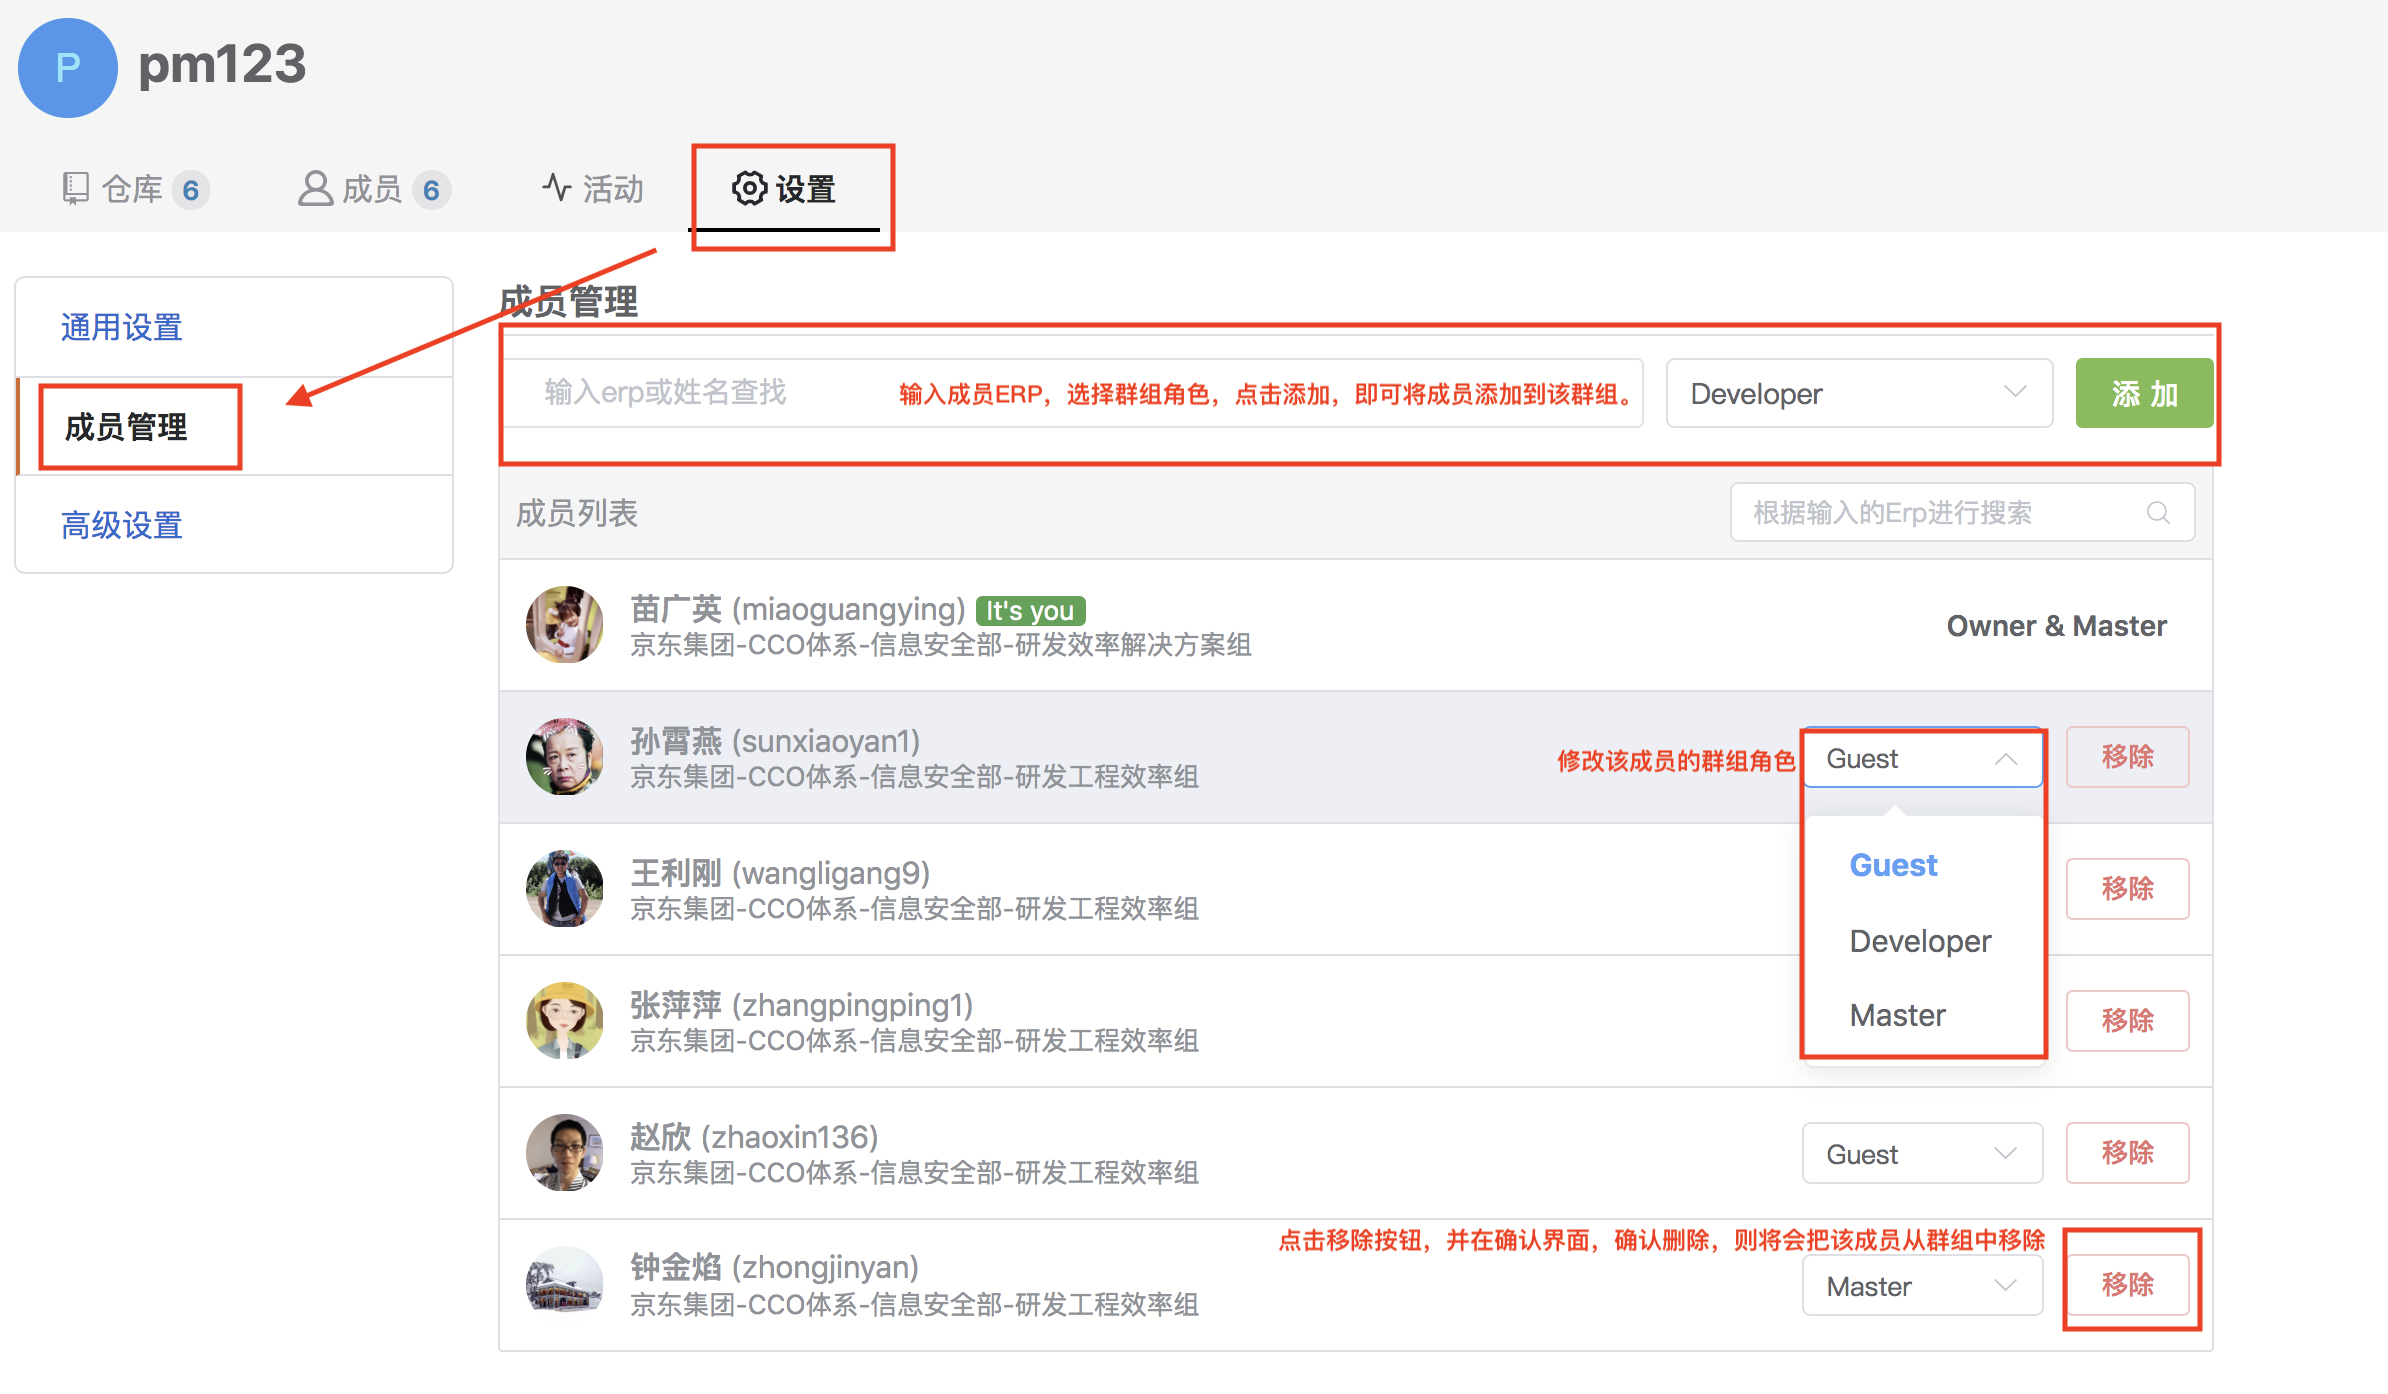 P
pm123
仓库 6 成员 6 活动 设置
通用设置
成员管理
高级设置
成员管理
输入erp或姓名查找 输入成员ERP，选择群组角色，点击添加，即可将成员添加到该群组。 Developer 添 加
成员列表 根据输入的Erp进行搜索
苗广英 (miaoguangying) It's you
京东集团-CCO体系-信息安全部-研发效率解决方案组
Owner & Master
孙霄燕 (sunxiaoyan1)
京东集团-CCO体系-信息安全部-研发工程效率组
修改该成员的群组角色 Guest 移除
Guest
Developer
Master
王利刚 (wangligang9)
京东集团-CCO体系-信息安全部-研发工程效率组
移除
张萍萍 (zhangpingping1)
京东集团-CCO体系-信息安全部-研发工程效率组
移除
赵欣 (zhaoxin136)
京东集团-CCO体系-信息安全部-研发工程效率组
Guest 移除
点击移除按钮，并在确认界面，确认删除，则将会把该成员从群组中移除
钟金焰 (zhongjinyan)
京东集团-CCO体系-信息安全部-研发工程效率组
Master 移除